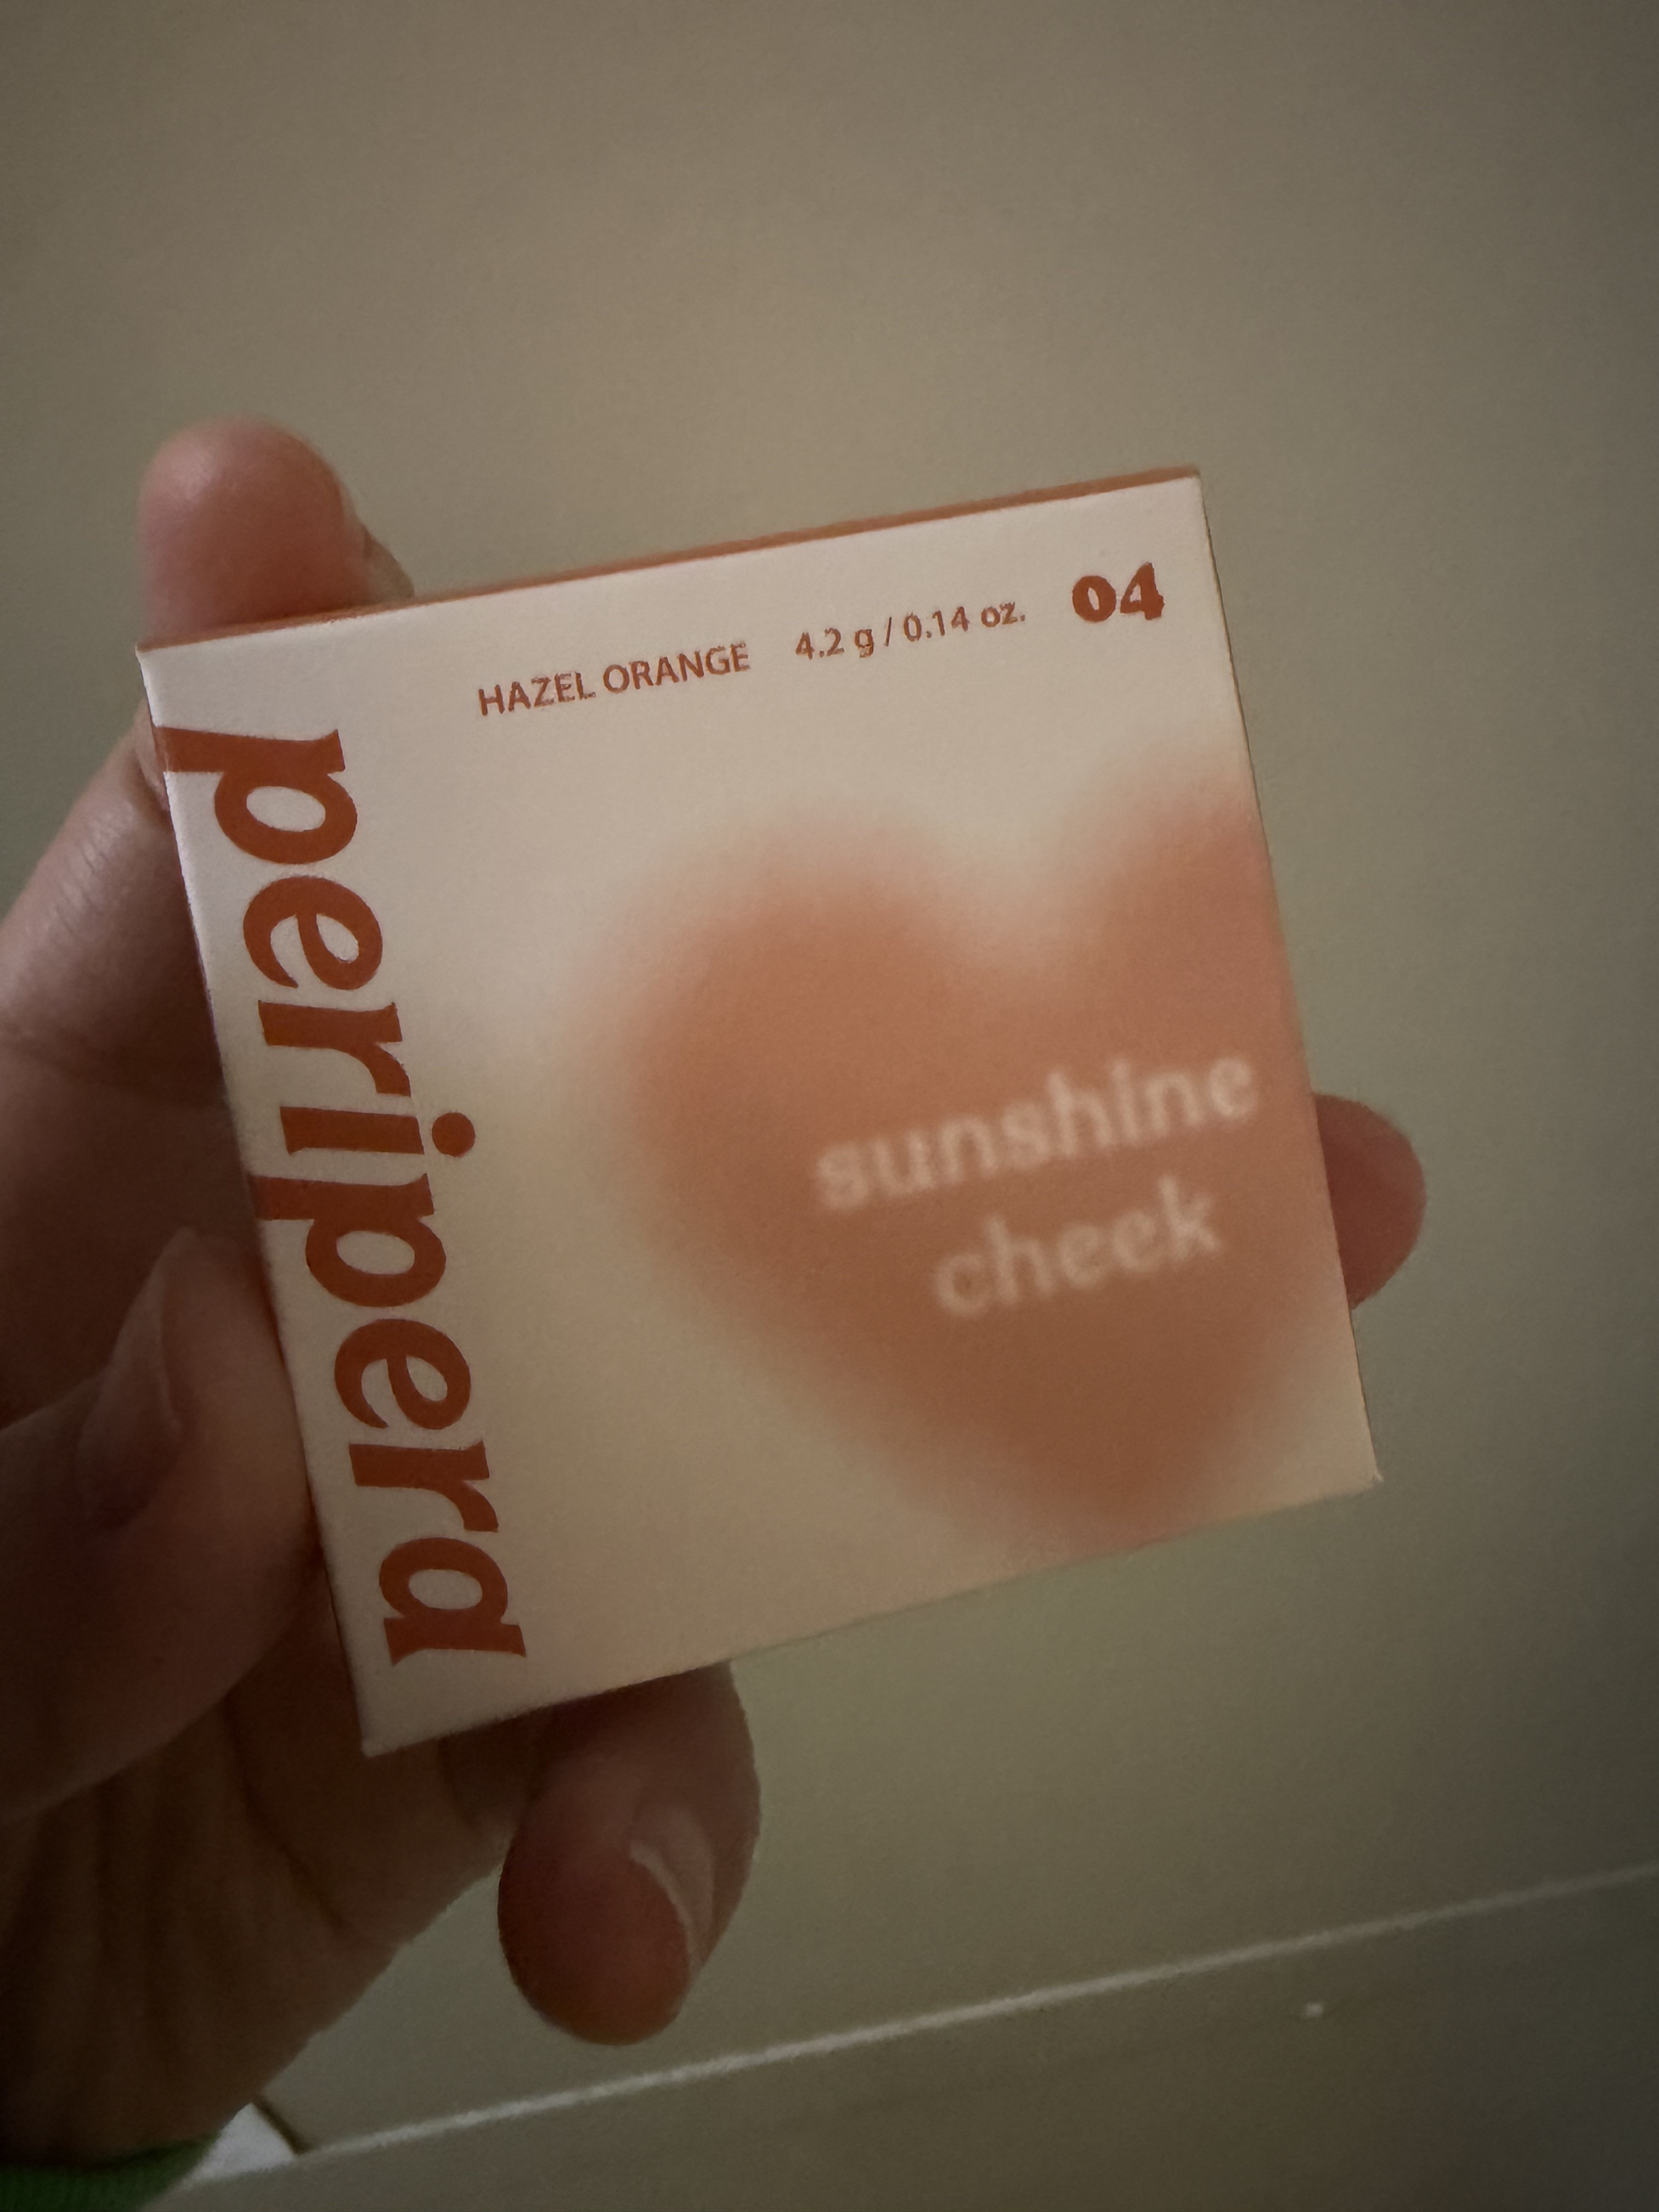 HAZEL ORANGE 4.2 g / 0.14 oz. 04
peripera
sunshine
cheek